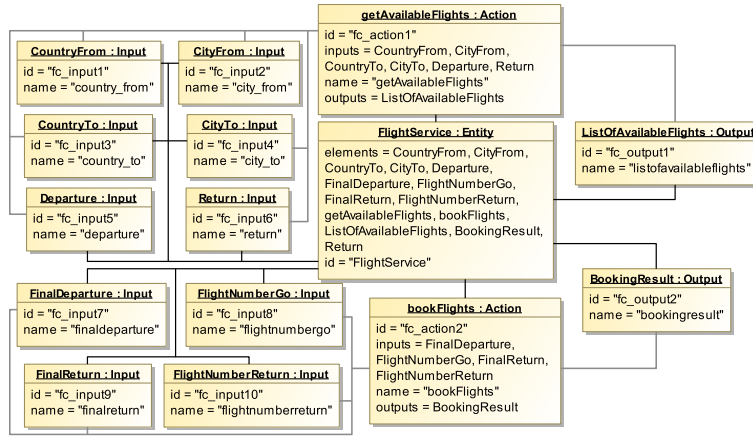 getAvailableFlights : Action
id = "fc_action1"
inputs = CountryFrom, CityFrom,
CountryTo, CityTo, Departure, Return
name = "getAvailableFlights"
outputs = ListOfAvailableFlights
CountryFrom : Input
id = "fc_input1"
name = "country_from"
CityFrom : Input
id = "fc_input2"
name = "city_from"
CountryTo : Input
id = "fc_input3"
name = "country_to"
CityTo : Input
id = "fc_input4"
name = "city_to"
FlightService : Entity
elements = CountryFrom, CityFrom,
CountryTo, CityTo, Departure,
FinalDeparture, FlightNumberGo,
FinalReturn, FlightNumberReturn,
getAvailableFlights, bookFlights,
ListOfAvailableFlights, BookingResult,
Return
id = "FlightService"
ListOfAvailableFlights : Output
id = "fc_output1"
name = "listofavailableflights"
Departure : Input
id = "fc_input5"
name = "departure"
Return : Input
id = "fc_input6"
name = "return"
FinalDeparture : Input
id = "fc_input7"
name = "finaldeparture"
FlightNumberGo : Input
id = "fc_input8"
name = "flightnumbergo"
BookingResult : Output
id = "fc_output2"
name = "bookingresult"
bookFlights : Action
id = "fc_action2"
inputs = FinalDeparture,
FlightNumberGo, FinalReturn,
FlightNumberReturn
name = "bookFlights"
outputs = BookingResult
FinalReturn : Input
id = "fc_input9"
name = "finalreturn"
FlightNumberReturn : Input
id = "fc_input10"
name = "flightnumberreturn"